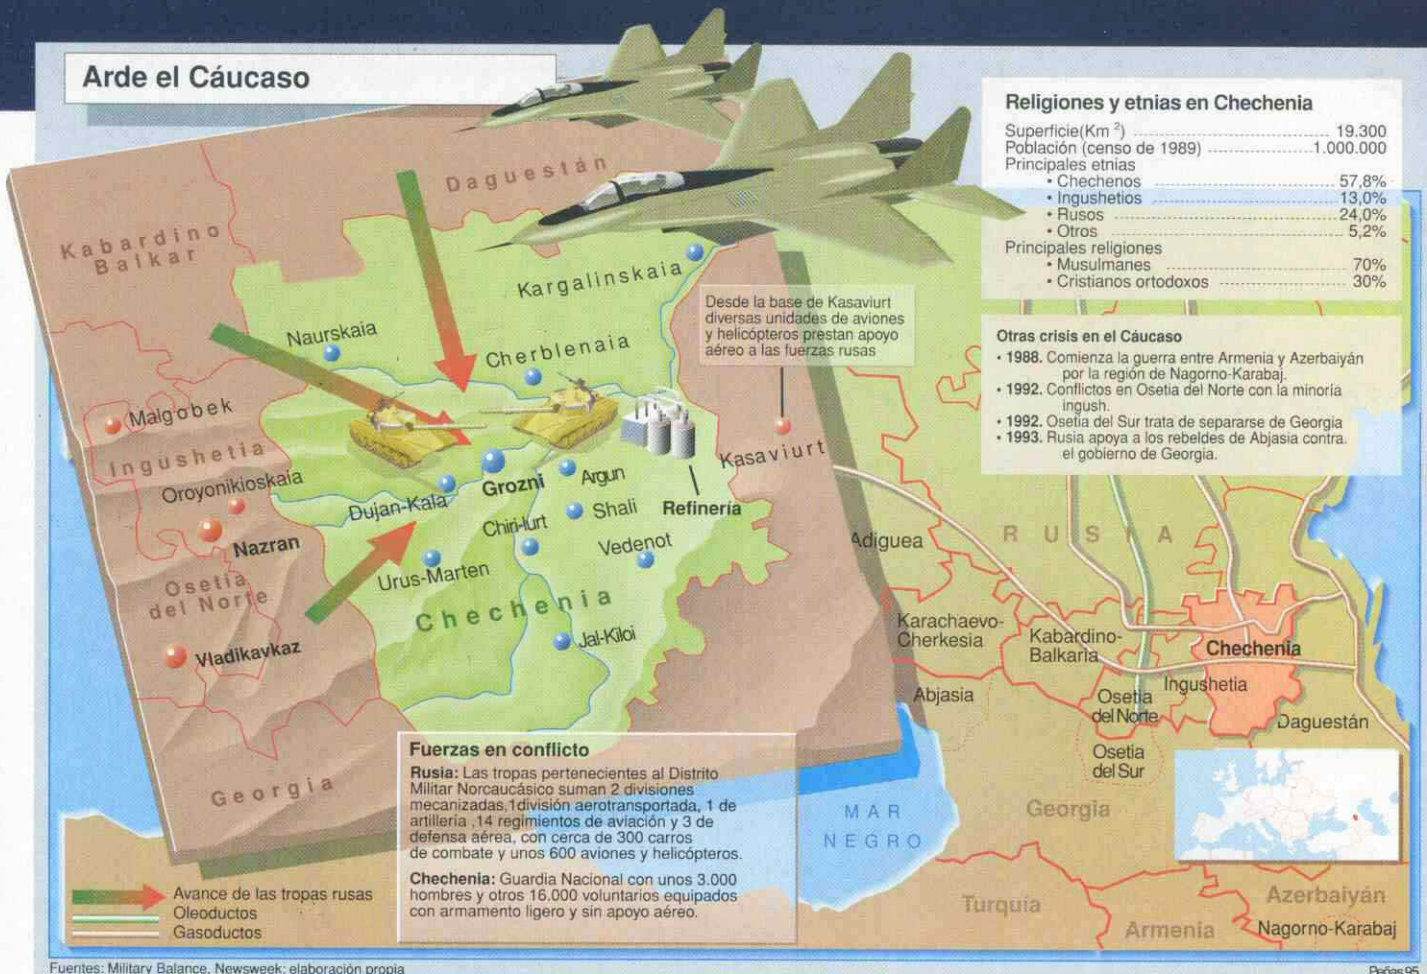 Arde el Cáucaso
Religiones y etnias en Chechenia
Superficie(Km ²) 19.300
Población (censo de 1989) 1.000.000
Principales etnias
• Chechenos 57,8%
• Ingushetios 13,0%
• Rusos 24,0%
• Otros 5,2%
Principales religiones
• Musulmanes 70%
• Cristianos ortodoxos 30%
Otras crisis en el Cáucaso
• 1988. Comienza la guerra entre Armenia y Azerbaiyán
por la región de Nagorno-Karabaj.
• 1992. Conflictos en Osetia del Norte con la minoría
ingush.
• 1992. Osetia del Sur trata de separarse de Georgia
• 1993. Rusia apoya a los rebeldes de Abjasia contra.
el gobierno de Georgia.
Daguestán
Kabardino
Balkar
Kargalinskaia
Desde la base de Kasaviurt
diversas unidades de aviones
y helicópteros prestan apoyo
aéreo a las fuerzas rusas
Naurskaia
Cherblenaia
Malgobek
Ingushetia
Oroyonikioskaia
Nazran
Osetia
del Norte
Vladikavkaz
Georgia
Kasaviurt
Grozni
Argun
Dujan-Kala
Chiri-Iurt
Shali
Refinería
Urus-Marten
Vedenot
Chechenia
Jal-Kiloi
Fuerzas en conflicto
Rusia: Las tropas pertenecientes al Distrito
Militar Norcaucásico suman 2 divisiones
mecanizadas,1división aerotransportada, 1 de
artillería ,14 regimientos de aviación y 3 de
defensa aérea, con cerca de 300 carros
de combate y unos 600 aviones y helicópteros.
Chechenia: Guardia Nacional con unos 3.000
hombres y otros 16.000 voluntarios equipados
con armamento ligero y sin apoyo aéreo.
Avance de las tropas rusas
Oleoductos
Gasoductos
RUSIA
Adiguea
Karachaevo-
Cherkesia
Kabardino-
Balkaria
Chechenia
Abjasia
Osetia
del Norte
Ingushetia
Daguestán
Osetia
del Sur
MAR
NEGRO
Georgia
Turquía
Armenia
Azerbaiyán
Nagorno-Karabaj
Fuentes: Military Balance, Newsweek; elaboración propia
Peñas 95